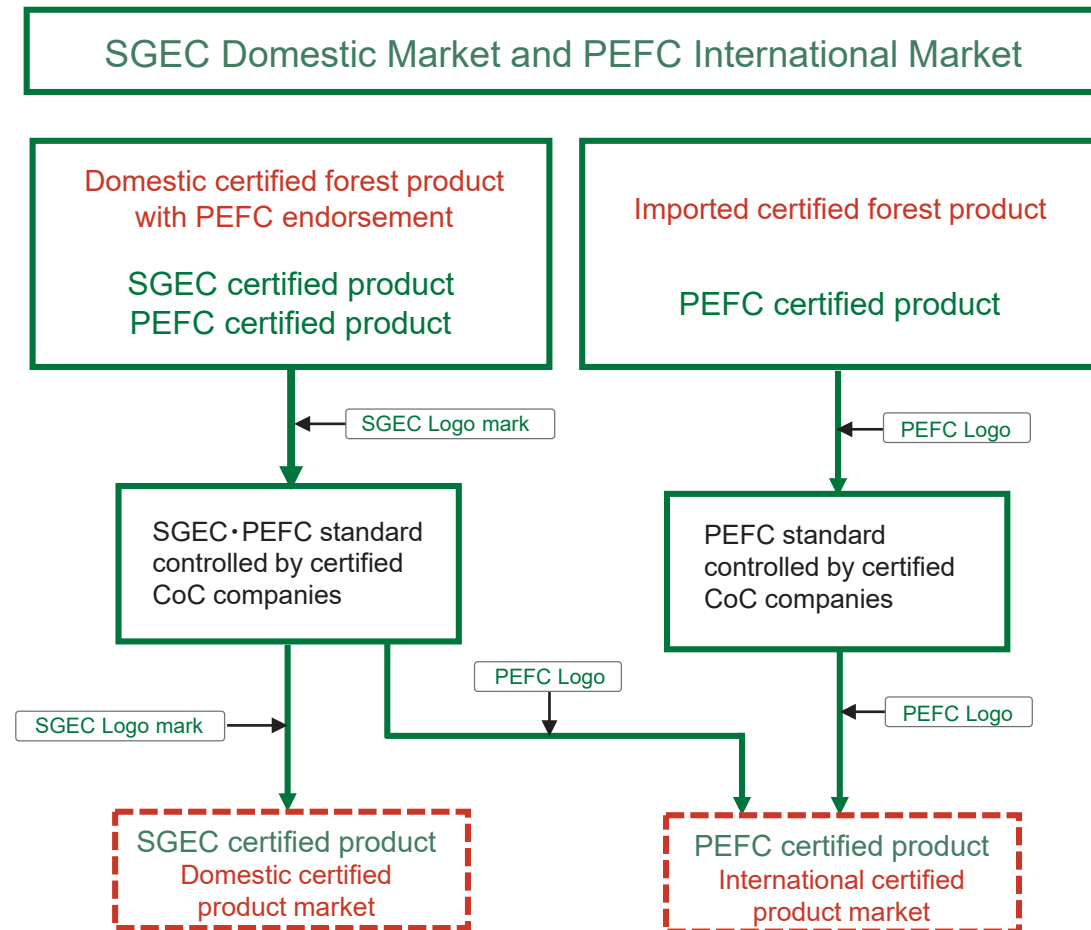 SGEC Domestic Market and PEFC International Market
Domestic certified forest product
with PEFC endorsement
SGEC certified product
PEFC certified product
Imported certified forest product
PEFC certified product
SGEC Logo mark
PEFC Logo
SGEC･PEFC standard
controlled by certified
CoC companies
PEFC standard
controlled by certified
CoC companies
PEFC Logo
SGEC Logo mark
PEFC Logo
SGEC certified product
Domestic certified
product market
PEFC certified product
International certified
product market